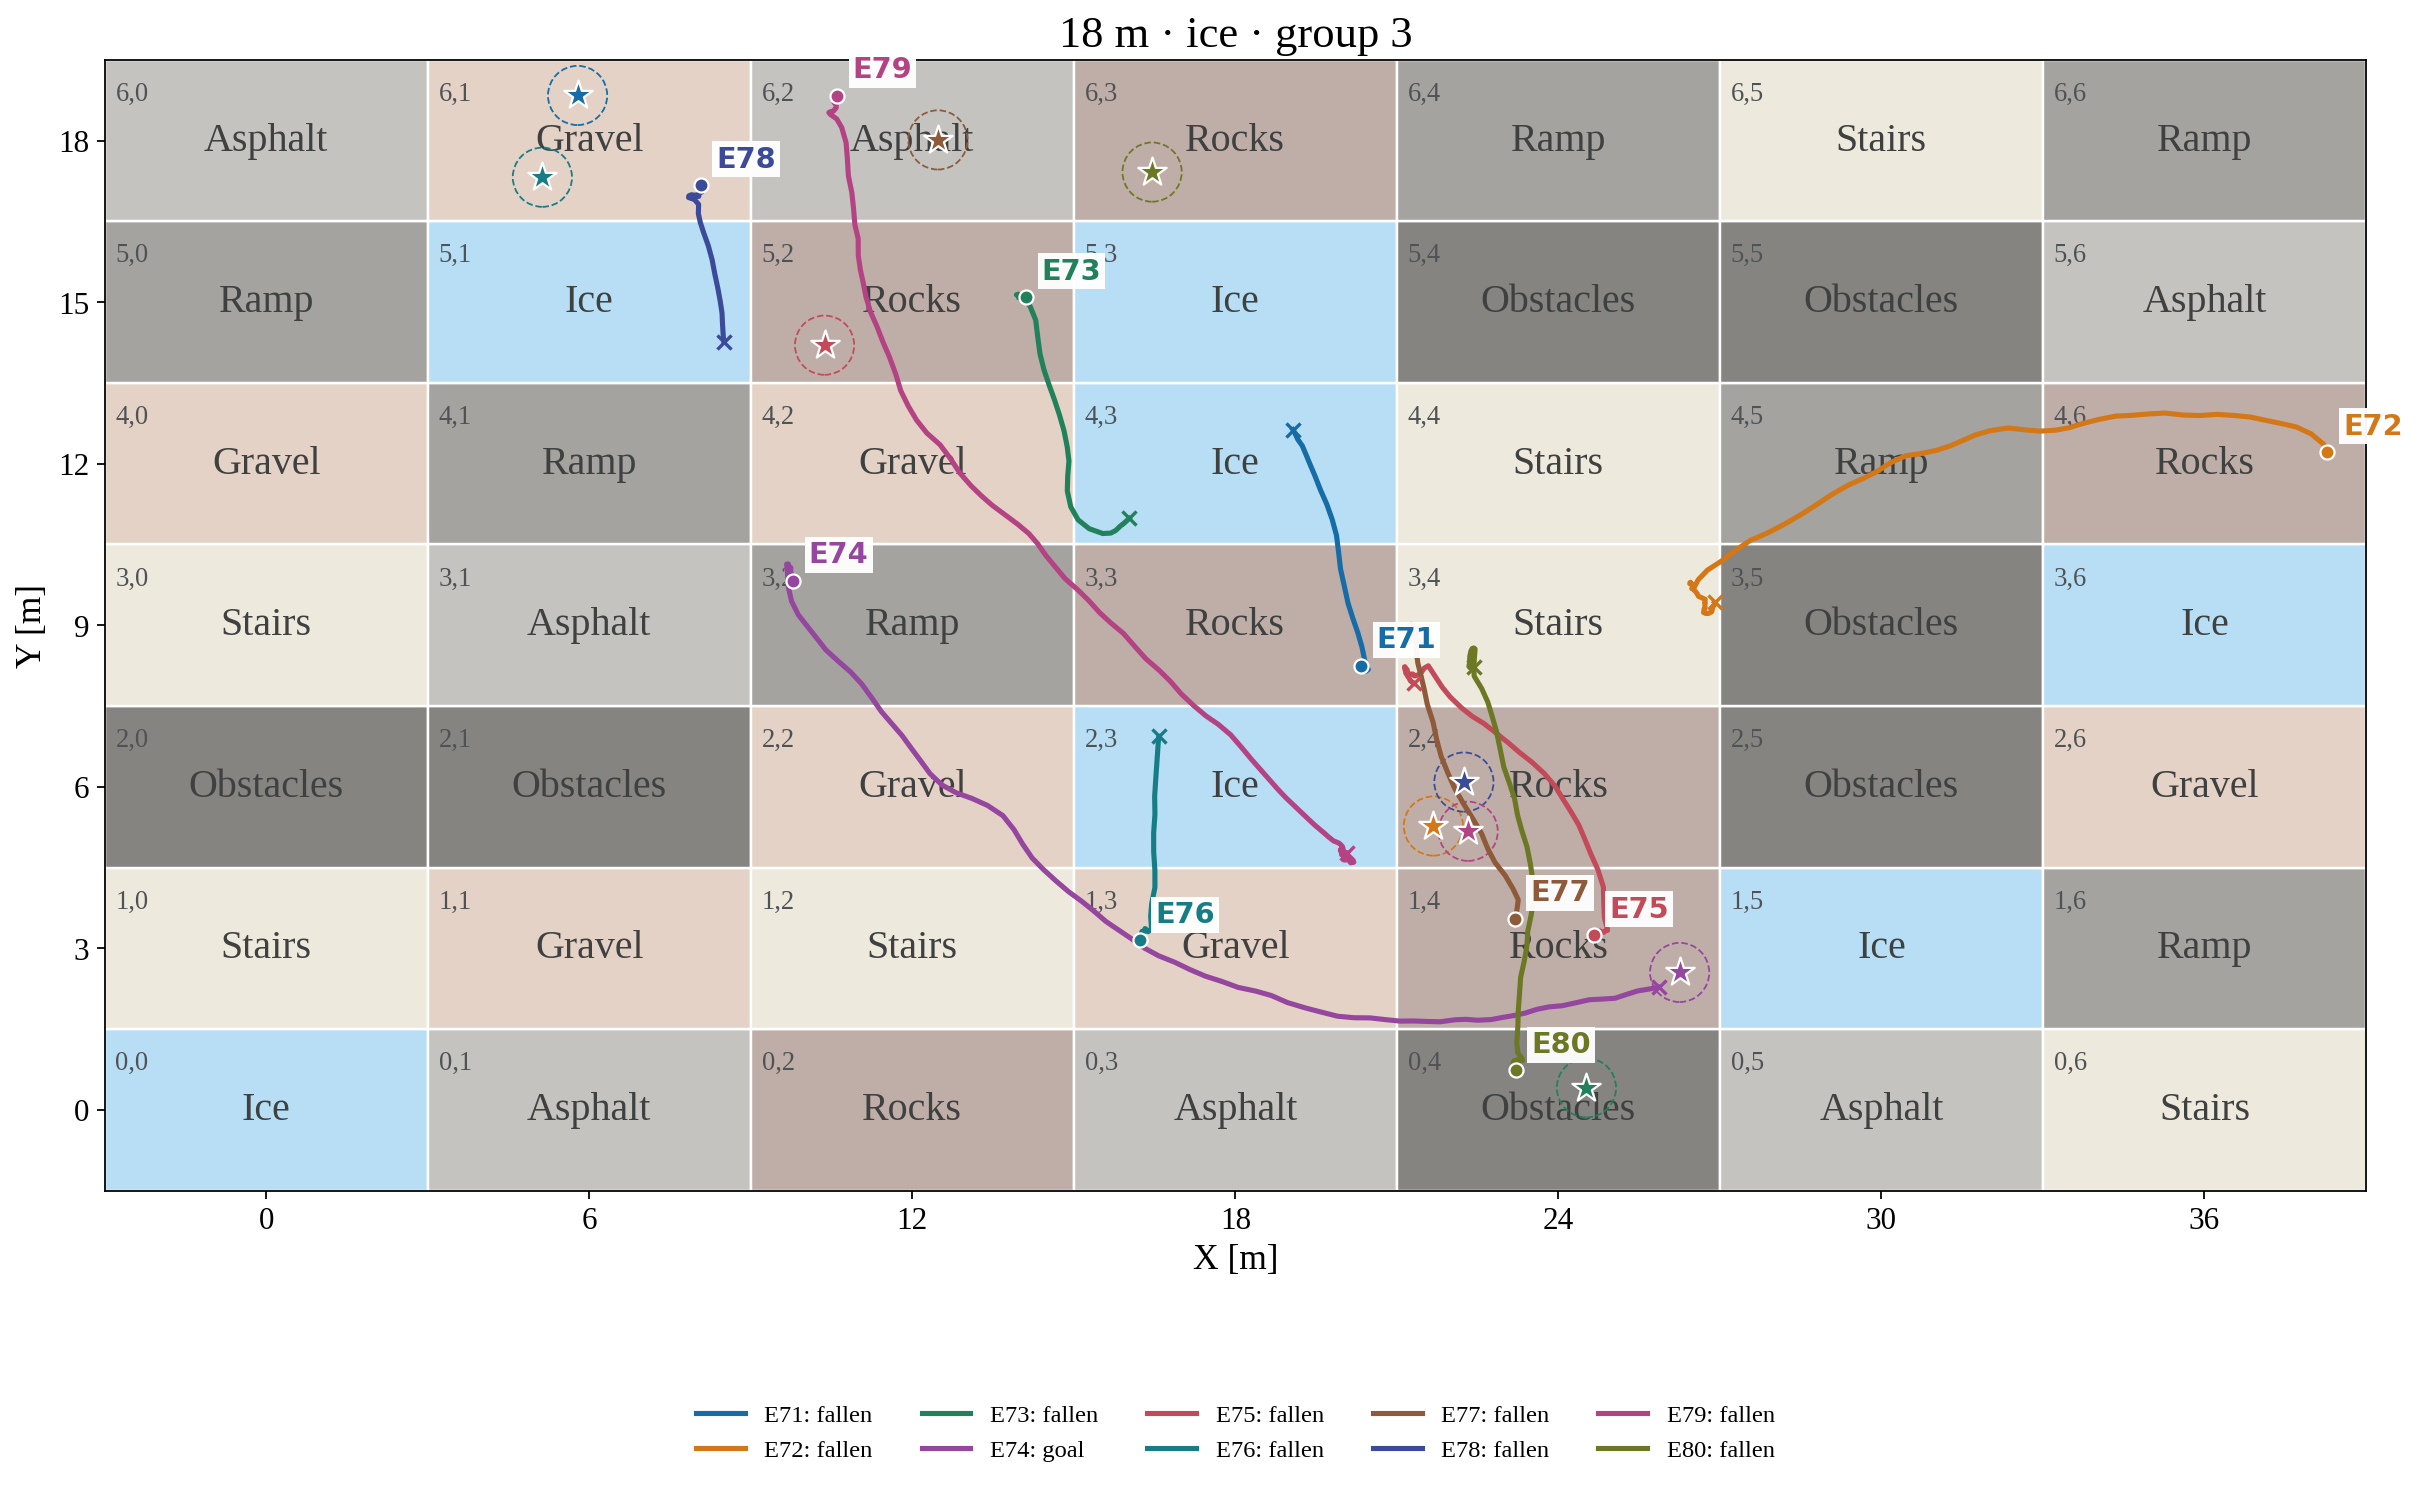 18 m · ice · group 3
E79
6,0 6,1 6,2 6,3 6,4 6,5 6,6
Asphalt Gravel Asphalt Rocks Ramp Stairs Ramp
E78
5,0 5,1 5,2 5,3 5,4 5,5 5,6
E73
Ramp Ice Rocks Ice Obstacles Obstacles Asphalt
4,0 4,1 4,2 4,3 4,4 4,5 4,6
E72
Gravel Ramp Gravel Ice Stairs Ramp Rocks
E74
3,0 3,1 3,2 3,3 3,4 3,5 3,6
Stairs Asphalt Ramp Rocks Stairs Obstacles Ice
E71
2,0 2,1 2,2 2,3 2,4 2,5 2,6
Obstacles Obstacles Gravel Ice Rocks Obstacles Gravel
1,0 1,1 1,2 1,3 1,4 1,5 1,6
E76 E77 E75
Stairs Gravel Stairs Gravel Rocks Ice Ramp
E80
0,0 0,1 0,2 0,3 0,4 0,5 0,6
Ice Asphalt Rocks Asphalt Obstacles Asphalt Stairs
18
15
12
9
6
3
0
Y [m]
0 6 12 18 24 30 36
X [m]
E71: fallen E73: fallen E75: fallen E77: fallen E79: fallen
E72: fallen E74: goal E76: fallen E78: fallen E80: fallen